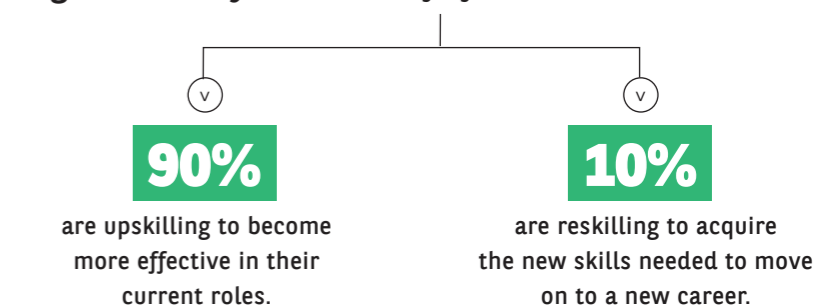 v
v
90%
10%
are upskilling to become
more effective in their
current roles.
are reskilling to acquire
the new skills needed to move
on to a new career.